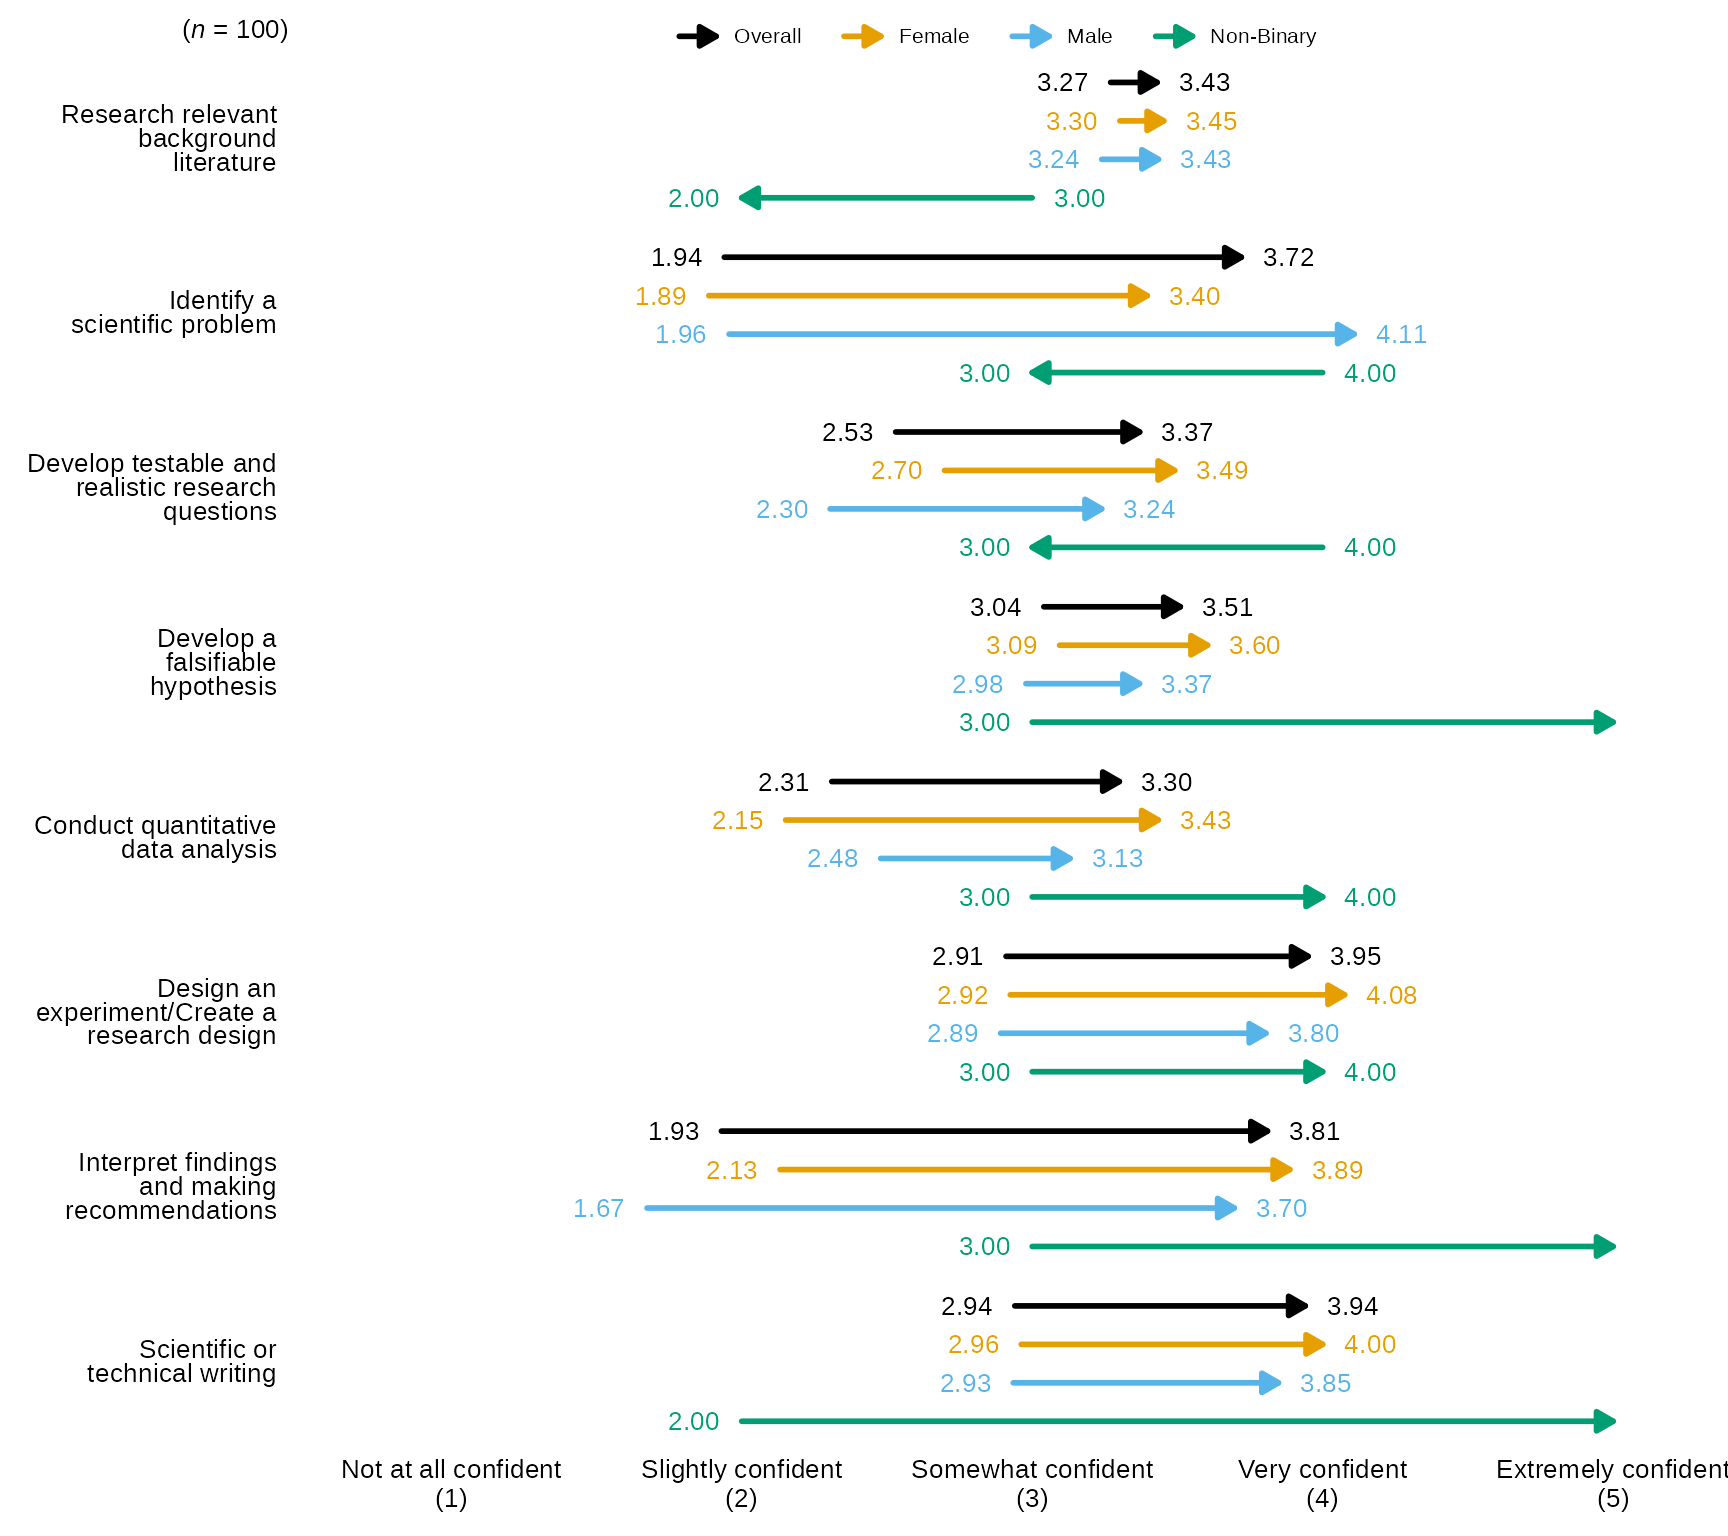 (n = 100)
Overall Female Male Non-Binary
Research relevant
background
literature
3.27 3.43
3.30 3.45
3.24 3.43
2.00 3.00
Identify a
scientific problem
1.94 3.72
1.89 3.40
1.96 4.11
3.00 4.00
Develop testable and
realistic research
questions
2.53 3.37
2.70 3.49
2.30 3.24
3.00 4.00
Develop a
falsifiable
hypothesis
3.04 3.51
3.09 3.60
2.98 3.37
3.00
Conduct quantitative
data analysis
2.31 3.30
2.15 3.43
2.48 3.13
3.00 4.00
Design an
experiment/Create a
research design
2.91 3.95
2.92 4.08
2.89 3.80
3.00 4.00
Interpret findings
and making
recommendations
1.93 3.81
2.13 3.89
1.67 3.70
3.00
Scientific or
technical writing
2.94 3.94
2.96 4.00
2.93 3.85
2.00
Not at all confident Slightly confident Somewhat confident Very confident Extremely confident
(1) (2) (3) (4) (5)